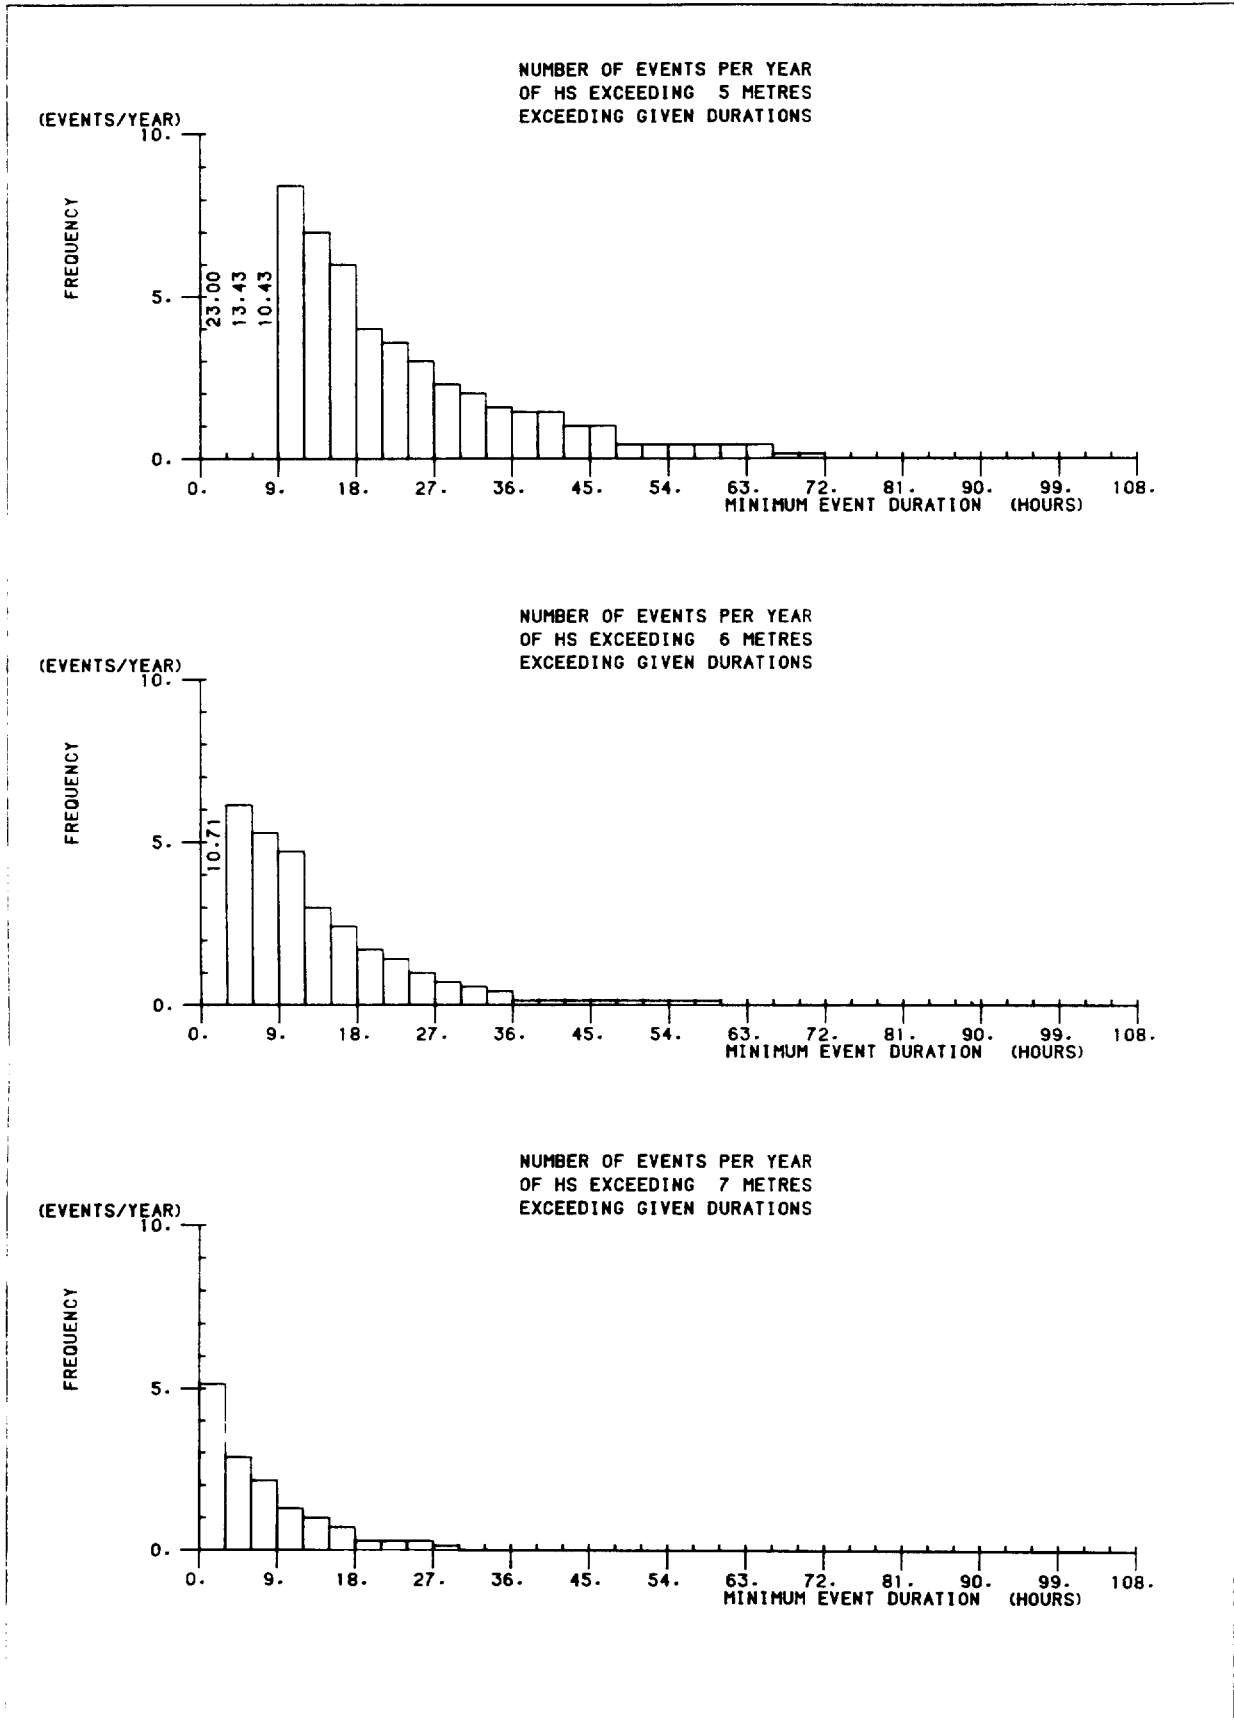 NUMBER OF EVENTS PER YEAR
OF HS EXCEEDING 5 METRES
EXCEEDING GIVEN DURATIONS
(EVENTS/YEAR)
10.
FREQUENCY
23.00
13.43
10.43
5.
0.
0. 9. 18. 27. 36. 45. 54. 63. 72. 81. 90. 99. 108.
MINIMUM EVENT DURATION (HOURS)
NUMBER OF EVENTS PER YEAR
OF HS EXCEEDING 6 METRES
EXCEEDING GIVEN DURATIONS
(EVENTS/YEAR)
10.
FREQUENCY
10.71
5.
0.
0. 9. 18. 27. 36. 45. 54. 63. 72. 81. 90. 99. 108.
MINIMUM EVENT DURATION (HOURS)
NUMBER OF EVENTS PER YEAR
OF HS EXCEEDING 7 METRES
EXCEEDING GIVEN DURATIONS
(EVENTS/YEAR)
10.
FREQUENCY
5.
0.
0. 9. 18. 27. 36. 45. 54. 63. 72. 81. 90. 99. 108.
MINIMUM EVENT DURATION (HOURS)